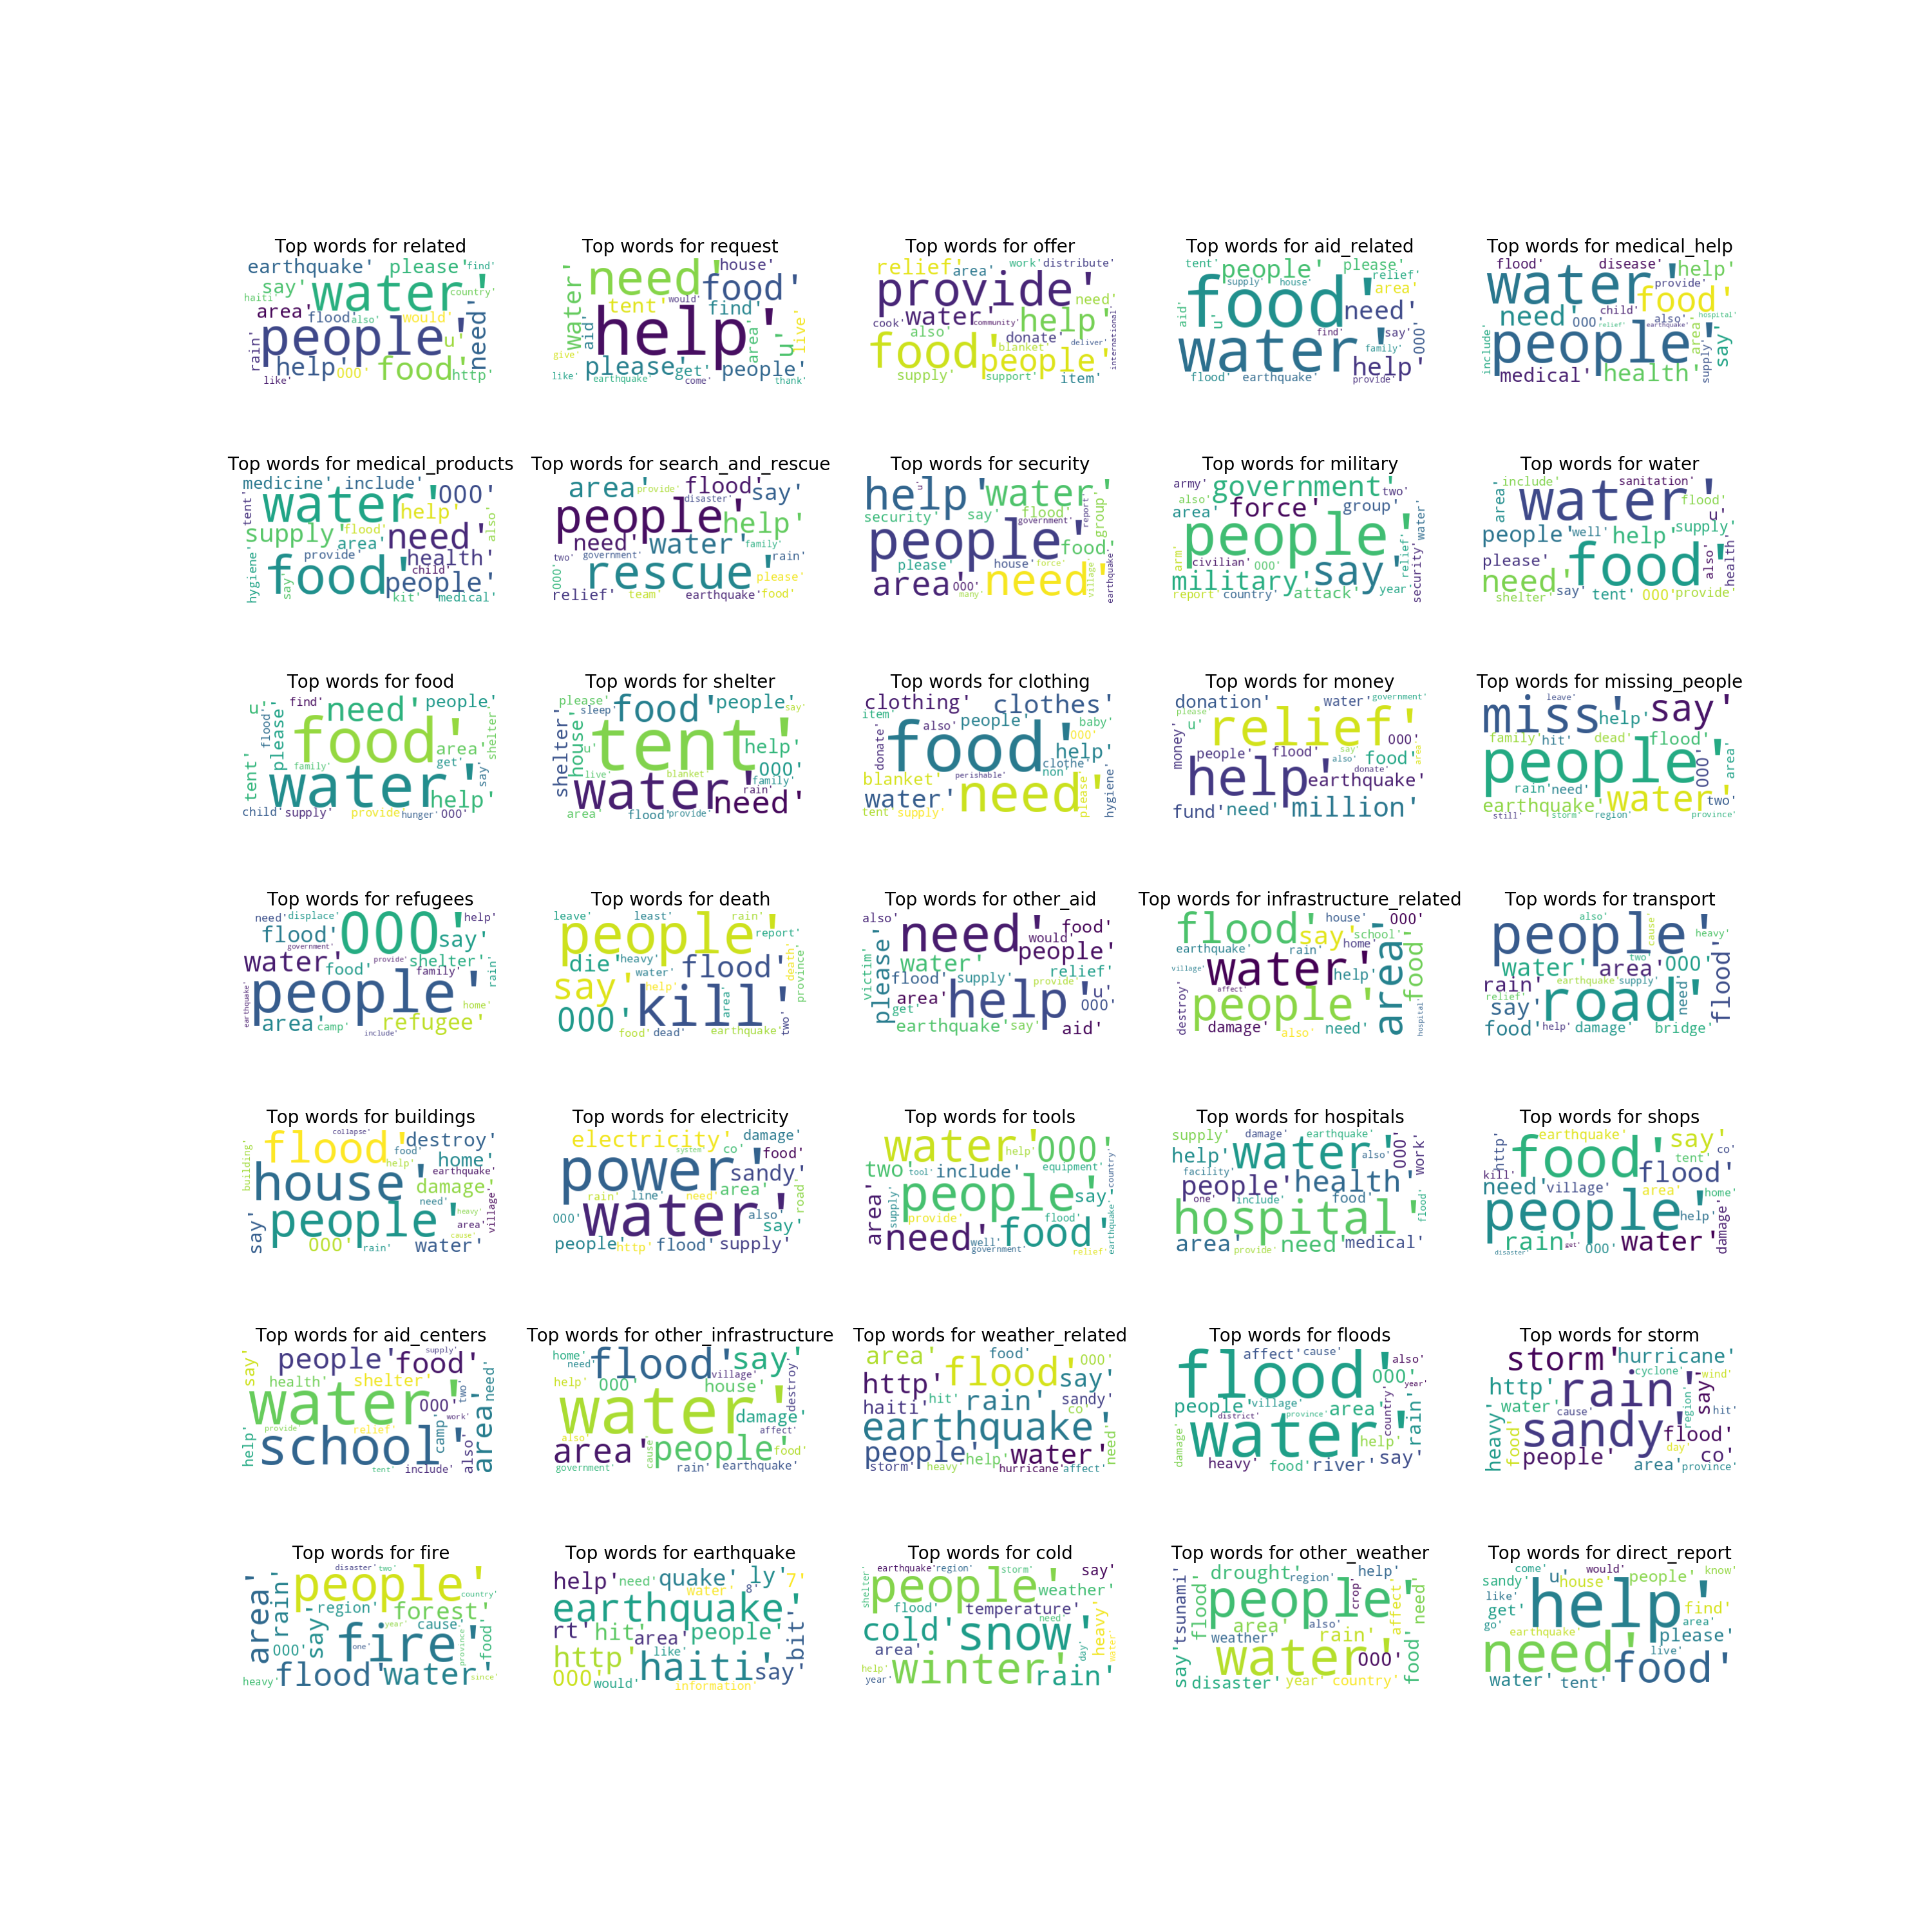 Top words for related
earthquake' please' find'
say' water' country'
haiti'
area' flood' also' would'
people' u' need'
rain' help' 000' food' http'
like'
Top words for request
need' house'
water' tent' would' food'
aid' help' find' area' u' live'
give' please' get' people'
like' earthquake' come' thank'
Top words for offer
relief' area' work' distribute'
provide' need'
cook' water' community' help' international'
also' donate' deliver'
food' blanket' people'
supply' support' item'
Top words for aid_related
tent' people' please'
supply' house' relief'
food' area'
aid' u' need'
find' say' 000'
water' family' help'
flood' earthquake' provide'
Top words for medical_help
flood' disease' help'
water' provide' food'
need' 000' child' also' hospital'
relief' earthquake' area' say'
include' people' supply'
medical' health'
Top words for medical_products
medicine' include'
tent' water' 000'
help' also'
supply' flood' need'
area' provide' health'
hygiene' say' food' child' people'
kit' medical'
Top words for search_and_rescue
area' provide' flood' say'
disaster'
people' help'
need' water' family'
two' government' rain'
000' rescue' please'
relief' team' earthquake' food'
Top words for security
help' u' water' report' group'
security' say' flood'
government'
people' food'
please' house' force' village' earthquake'
area' 000' many' need'
Top words for military
army' government' two'
also' area' force' group' water'
people' relief' security'
arm' civilian' 000' say'
military' year'
report' country' attack'
Top words for water
include' sanitation'
area' water' flood' u'
people' well' help' supply'
please' food' also' health'
need' shelter' say' tent' 000' provide'
Top words for food
u' find' need' people'
flood' please' food' area' shelter'
get' say'
tent' family' water' help'
child' supply' provide' hunger' 000'
Top words for shelter
please' food' people' say'
sleep'
shelter' house' u' tent' help'
live' blanket' 000'
family'
water' rain' need'
area' flood' provide'
Top words for clothing
clothing' clothes'
item' also' people' baby'
donate' food' 000' help'
clothe'
blanket' perishable' non'
water' need' please' hygiene'
tent' supply'
Top words for money
donation' water' government'
please' u' relief'
money' people' flood' say' 000'
also' food' area'
help' donate' earthquake'
fund' need' million'
Top words for missing_people
miss' leave' help' say'
family' hit' dead' flood'
people' 000' area'
rain' need'
earthquake' water' two'
still' storm' region' province'
Top words for refugees
need' displace' 000' help'
flood' say'
government'
water' food' provide' shelter'
family' rain'
earthquake' people' home'
area' camp' include' refugee'
Top words for death
leave' least' rain'
people' report'
die' heavy' flood' death' province'
water'
say' help' kill' area' two'
000' food' dead' earthquake'
Top words for other_aid
also' need' food'
would'
victim' please' water' people'
flood' supply' provide' relief'
area' help' u'
get' 000'
earthquake' say' aid'
Top words for infrastructure_related
flood' house' 000'
say' school'
earthquake' rain' home' area' food'
village' water' help'
affect'
destroy' people' hospital'
damage' also' need'
Top words for transport
also' cause' heavy'
people'
water' area' two' 000' flood'
rain' earthquake' supply' need'
relief' say' road'
food' help' damage' bridge'
Top words for buildings
collapse'
building' flood' food' destroy'
help' home'
house' earthquake'
damage' village'
people' need' heavy'
area'
say' 000' rain' cause' water'
Top words for electricity
electricity' damage'
system' co' food'
power' sandy'
rain' line' need' area' road'
000' water' also'
say'
people' http' flood' supply'
Top words for tools
water' help' 000'
two' tool' include' equipment' country'
area' supply' people' say'
provide' flood' earthquake'
need' well' food'
government' relief'
Top words for hospitals
supply' damage' earthquake' 000' work'
help' water' also'
facility'
people' health'
one' include' food' flood'
hospital'
area' provide' need' medical'
Top words for shops
http' earthquake' say' co'
food' tent'
kill' flood'
need' village' area' home'
people' help' damage'
rain' get' 000' water'
disaster'
Top words for aid_centers
say' people' supply' food'
health' shelter' need'
water' 000' two'
work'
provide' relief' camp' area'
help' school' also'
tent' include'
Top words for other_infrastructure
home' flood' say'
need' village'
help' 000' house' destroy'
water' damage'
also' affect'
area' cause' people' food'
government' rain' earthquake'
Top words for weather_related
area' food' 000'
flood' say'
http' hit' rain' sandy'
haiti' co'
earthquake' need'
people' help' water'
storm' heavy' hurricane' affect'
Top words for floods
affect' cause' also'
flood' 000' year'
people' village' country' rain'
district' province' area'
damage' water' help'
heavy' food' river' say'
Top words for storm
storm' hurricane'
cyclone' wind'
http' rain' region' say'
water' cause' hit'
heavy' food' sandy' flood'
day' co'
people' area' province'
Top words for fire
disaster' two'
area' rain' people' country'
region' forest'
say' year' cause' food'
000' fire' one' province'
heavy' flood' water' since'
Top words for earthquake
help' need' quake' ly' 7'
water' 8'
earthquake'
rt' hit' area' people' bit'
http' haiti' say'
000' would' like' information'
Top words for cold
shelter' earthquake' region' storm' say'
people' weather'
flood' temperature'
cold' snow' need' heavy'
area' day' water'
help' winter' rain'
year'
Top words for other_weather
tsunami' drought' region' help'
flood' people' crop' affect' need'
area' also'
weather' rain'
say' water' 000' food'
disaster' year' country'
Top words for direct_report
come' would' know'
sandy' u' house' people'
like' help' find'
get' area'
go' earthquake' please'
need' live' food'
water' tent'